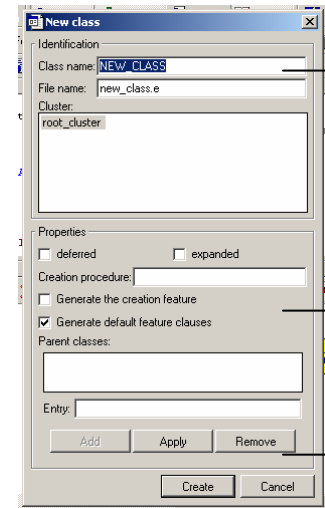 New class
Identification
Class name: NEW_CLASS
File name: new_class.e
Cluster:
root_cluster
Properties
deferred expanded
Creation procedure:
Generate the creation feature
Generate default feature clauses
Parent classes:
Entry:
Add Apply Remove
Create Cancel